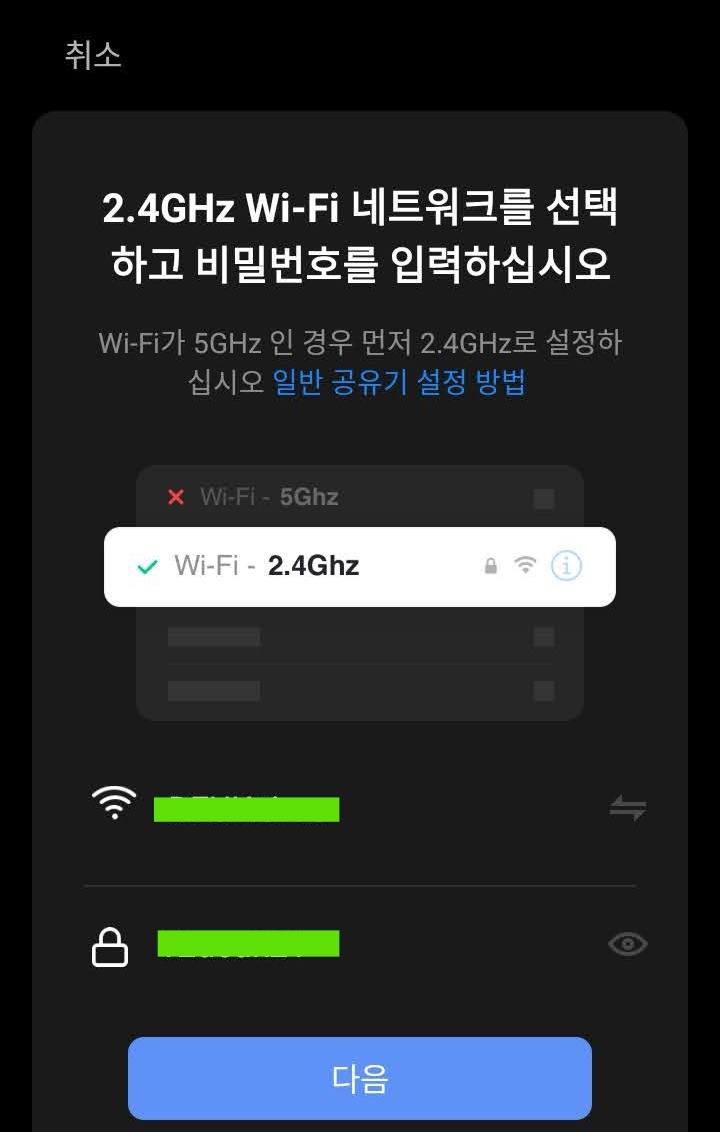 취소
2.4GHz Wi-Fi 네트워크를 선택
하고 비밀번호를 입력하십시오
Wi-Fi가 5GHz 인 경우 먼저 2.4GHz로 설정하
십시오 일반 공유기 설정 방법
Wi-Fi - 5Ghz
Wi-Fi - 2.4Ghz
다음